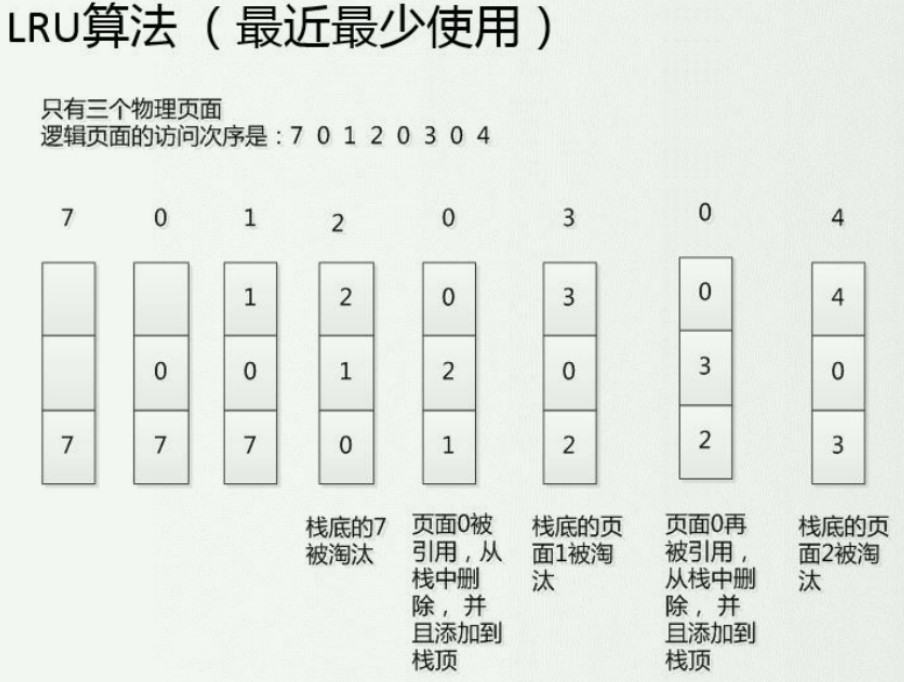 LRU算法（最近最少使用）
只有三个物理页面
逻辑页面的访问次序是：7 0 1 2 0 3 0 4
7 0 1 2 0 3 0 4
1 2 0 3 0 4
0 0 1 2 0 3 0
7 7 7 0 1 2 2 3
栈底的7
被淘汰
页面0被
引用，从
栈中删
除， 并
且添加到
栈顶
栈底的页
面1被淘
汰
页面0再
被引用，
从栈中删
除， 并
且添加到
栈顶
栈底的页
面2被淘
汰